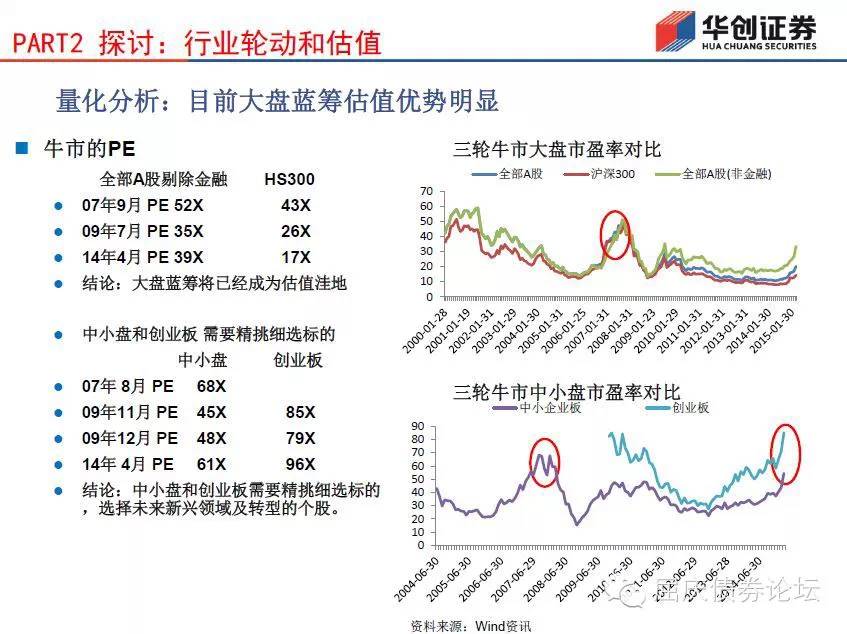 PART2 探讨：行业轮动和估值
华创证券
HUA CHUANG SECURITIES
量化分析：目前大盘蓝筹估值优势明显
牛市的PE
全部A股剔除金融 HS300
07年9月 PE 52X 43X
09年7月 PE 35X 26X
14年4月 PE 39X 17X
结论：大盘蓝筹将已经成为估值洼地
中小盘和创业板 需要精挑细选标的
中小盘 创业板
07年 8月 PE 68X
09年11月 PE 45X 85X
09年12月 PE 48X 79X
14年 4月 PE 61X 96X
结论：中小盘和创业板需要精挑细选标的
，选择未来新兴领域及转型的个股。
三轮牛市大盘市盈率对比
全部A股 沪深300 全部A股(非金融)
70
60
50
40
30
20
10
0
2000-01-28
2001-01-19
2002-01-31
2003-01-29
2004-01-30
2005-01-31
2006-01-25
2007-01-31
2008-01-31
2009-01-23
2010-01-29
2011-01-31
2012-01-31
2013-01-31
2014-01-30
2015-01-30
三轮牛市中小盘市盈率对比
中小企业板 创业板
90
80
70
60
50
40
30
20
10
0
2004-06-30
2005-06-30
2006-06-30
2007-06-29
2008-06-30
2009-06-30
2010-06-30
2011-06-30
2012-06-29
2013-06-28
2014-06-30
屈庆债券论坛
资料来源：Wind资讯